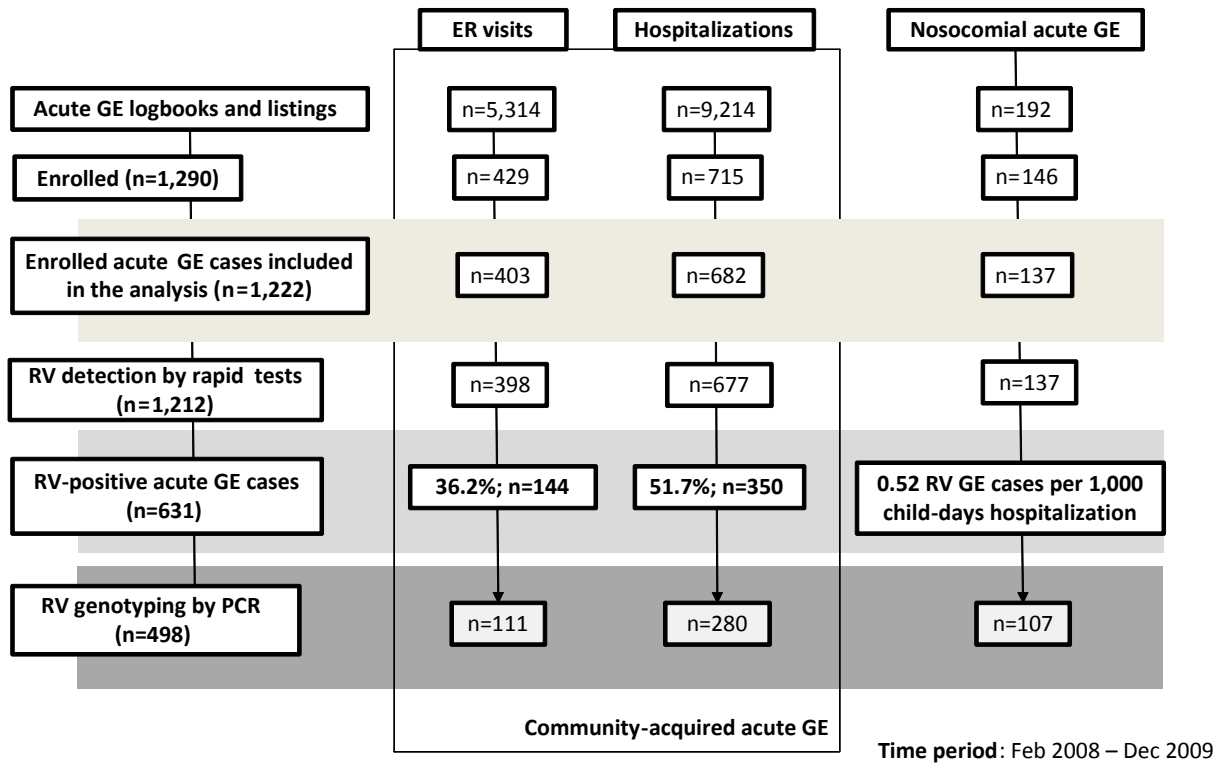 ER visits
Hospitalizations
Nosocomial acute GE
Acute GE logbooks and listings
n=5,314
n=9,214
n=192
Enrolled (n=1,290)
n=429
n=715
n=146
Enrolled acute GE cases included
in the analysis (n=1,222)
n=403
n=682
n=137
RV detection by rapid tests
(n=1,212)
n=398
n=677
n=137
RV-positive acute GE cases
(n=631)
36.2%; n=144
51.7%; n=350
0.52 RV GE cases per 1,000
child-days hospitalization
RV genotyping by PCR
(n=498)
n=111
n=280
n=107
Community-acquired acute GE
Time period: Feb 2008 – Dec 2009